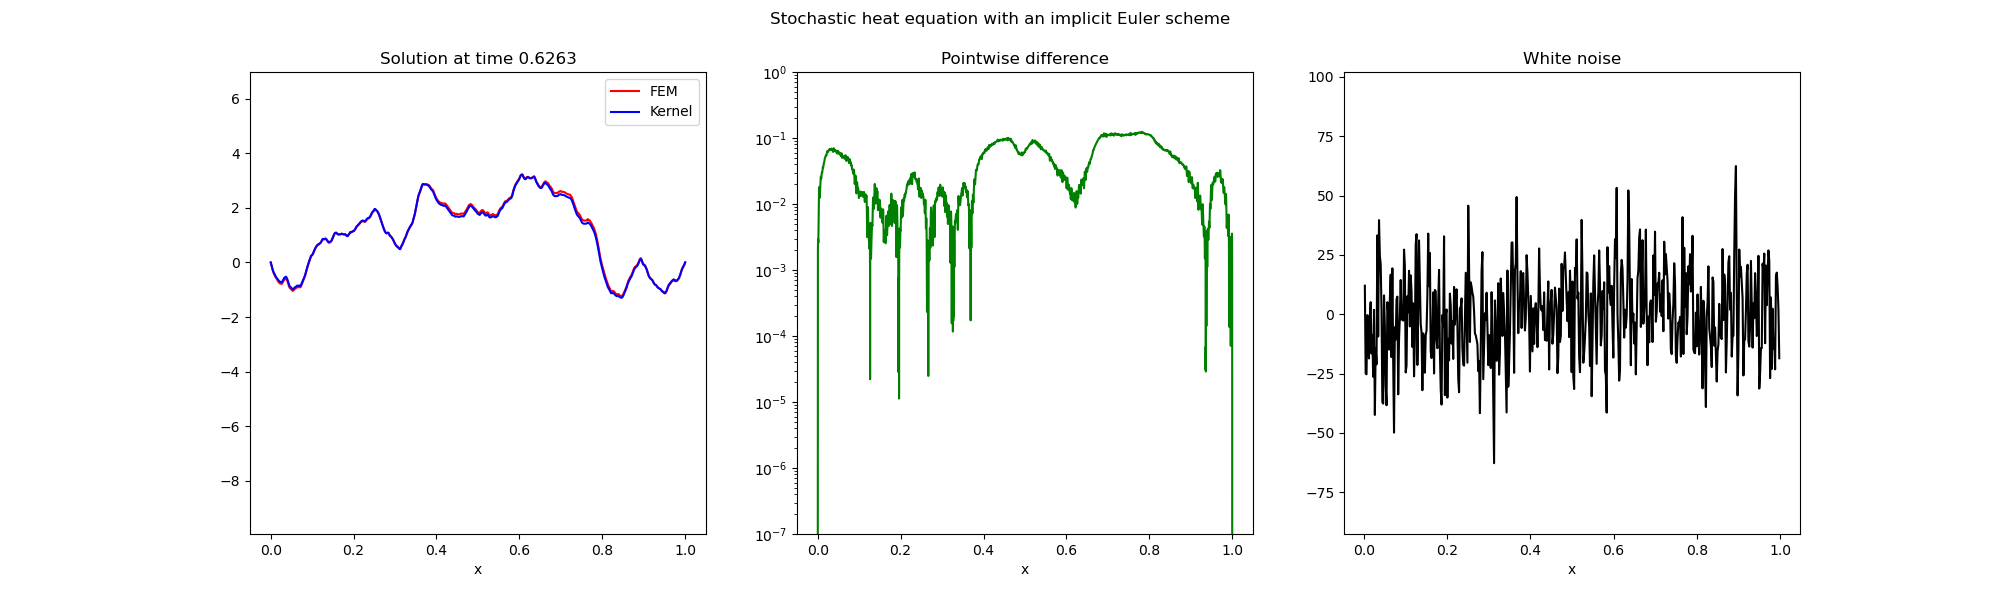 Stochastic heat equation with an implicit Euler scheme
Solution at time 0.6263
6
4
2
0
−2
−4
−6
−8
0.0 0.2 0.4 0.6 0.8 1.0
x
FEM
Kernel
Pointwise difference
10⁰
10⁻¹
10⁻²
10⁻³
10⁻⁴
10⁻⁵
10⁻⁶
10⁻⁷
0.0 0.2 0.4 0.6 0.8 1.0
x
White noise
100
75
50
25
0
−25
−50
−75
0.0 0.2 0.4 0.6 0.8 1.0
x